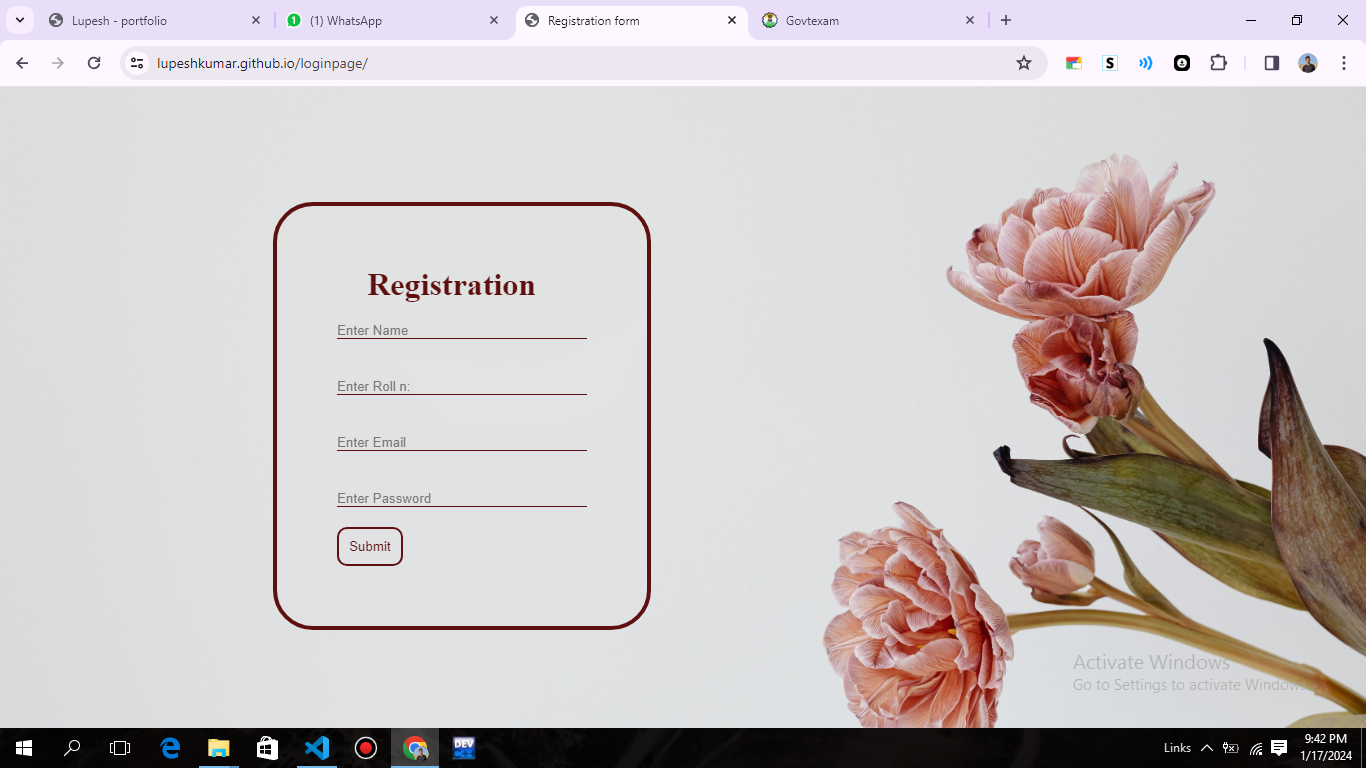 Lupesh - portfolio
(1) WhatsApp
Registration form
Govtexam
lupeshkumar.github.io/loginpage/
Registration
Enter Name
Enter Roll n:
Enter Email
Enter Password
Submit
Activate Windows
Go to Settings to activate Windows.
DEV
Links
9:42 PM
1/17/2024